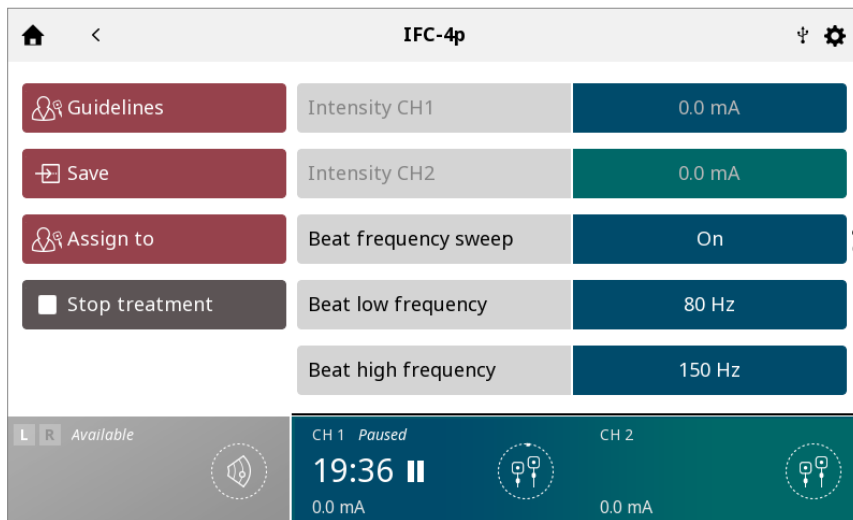 IFC-4p
Guidelines
Intensity CH1 0.0 mA
Save
Intensity CH2 0.0 mA
Assign to
Beat frequency sweep On
Stop treatment
Beat low frequency 80 Hz
Beat high frequency 150 Hz
L R Available
CH 1 Paused
19:36
0.0 mA
CH 2
0.0 mA